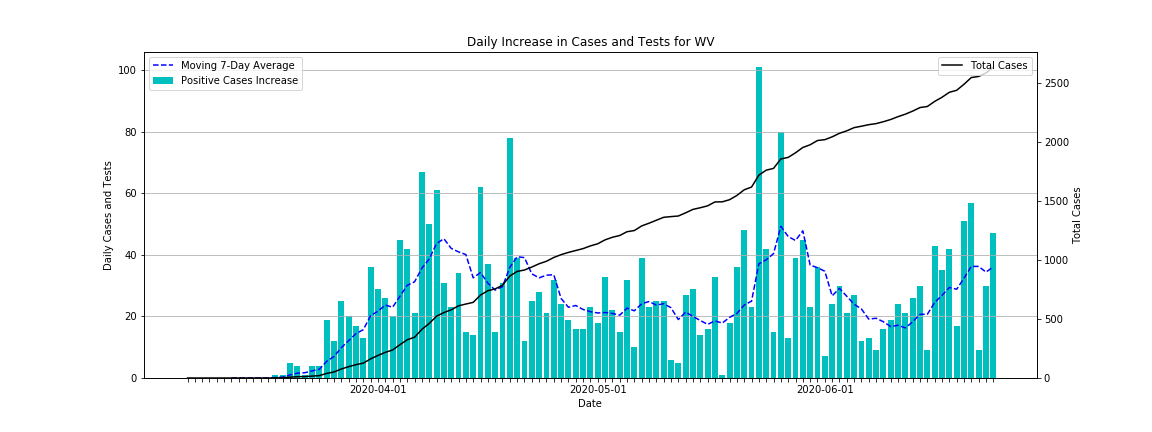 Daily Increase in Cases and Tests for WV
Moving 7-Day Average
Positive Cases Increase
Total Cases
100
80
60
40
20
0
Daily Cases and Tests
2500
2000
1500
1000
500
0
Total Cases
2020-04-01
2020-05-01
2020-06-01
Date